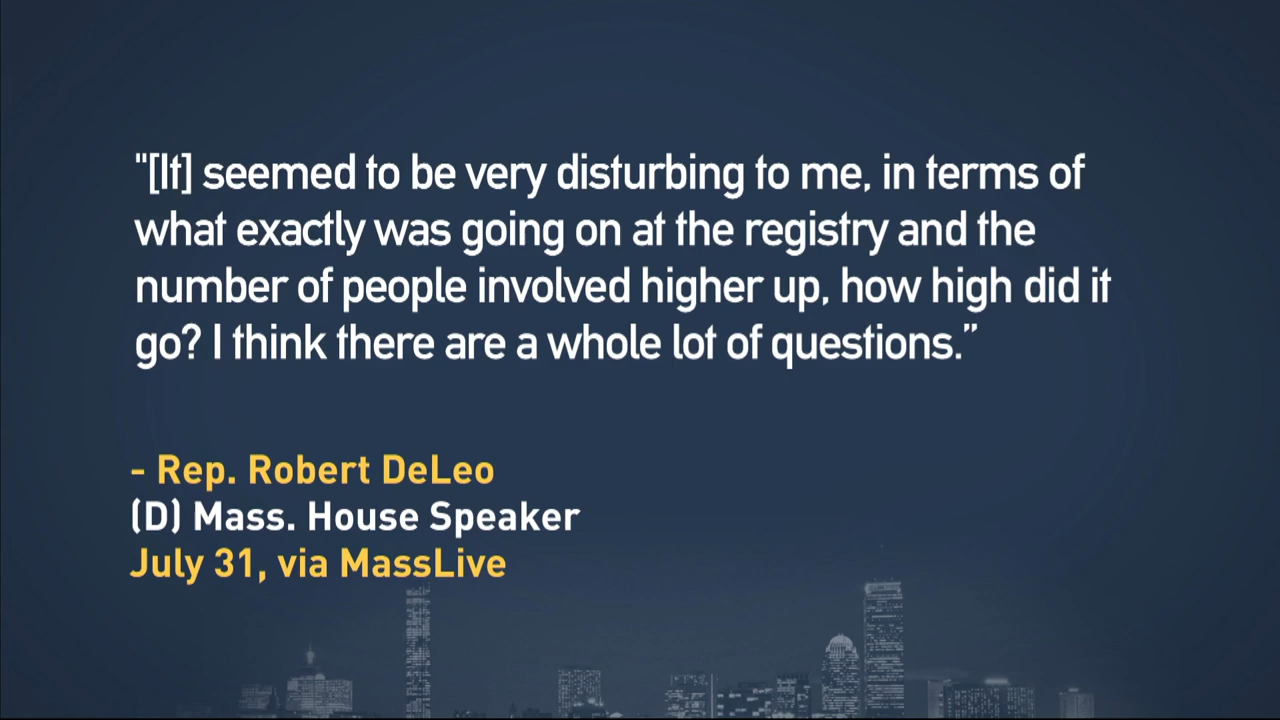 "[It] seemed to be very disturbing to me, in terms of
what exactly was going on at the registry and the
number of people involved higher up, how high did it
go? I think there are a whole lot of questions.”
- Rep. Robert DeLeo
(D) Mass. House Speaker
July 31, via MassLive